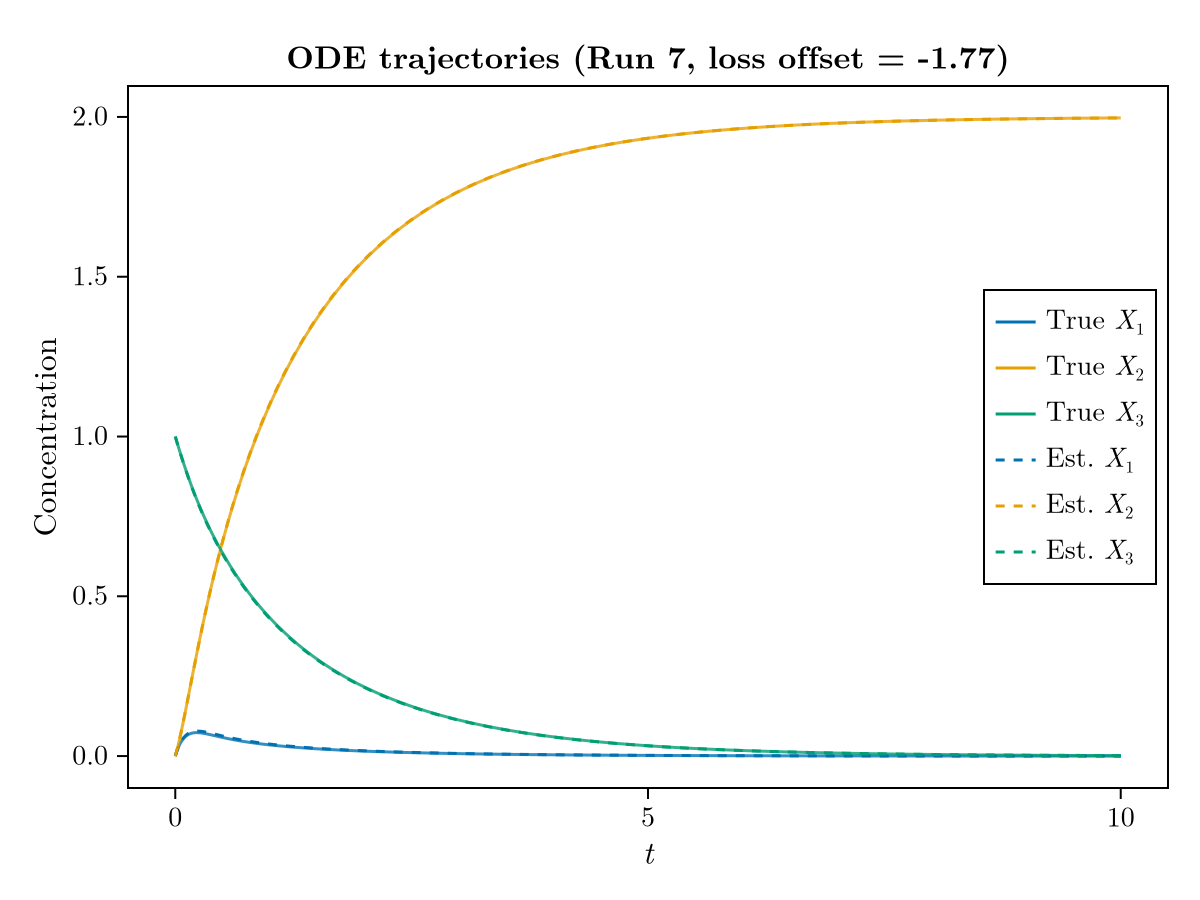 ODE trajectories (Run 7, loss offset = -1.77)
Concentration
2.0
1.5
1.0
0.5
0.0
0
5
10
t
True X₁
True X₂
True X₃
Est. X₁
Est. X₂
Est. X₃